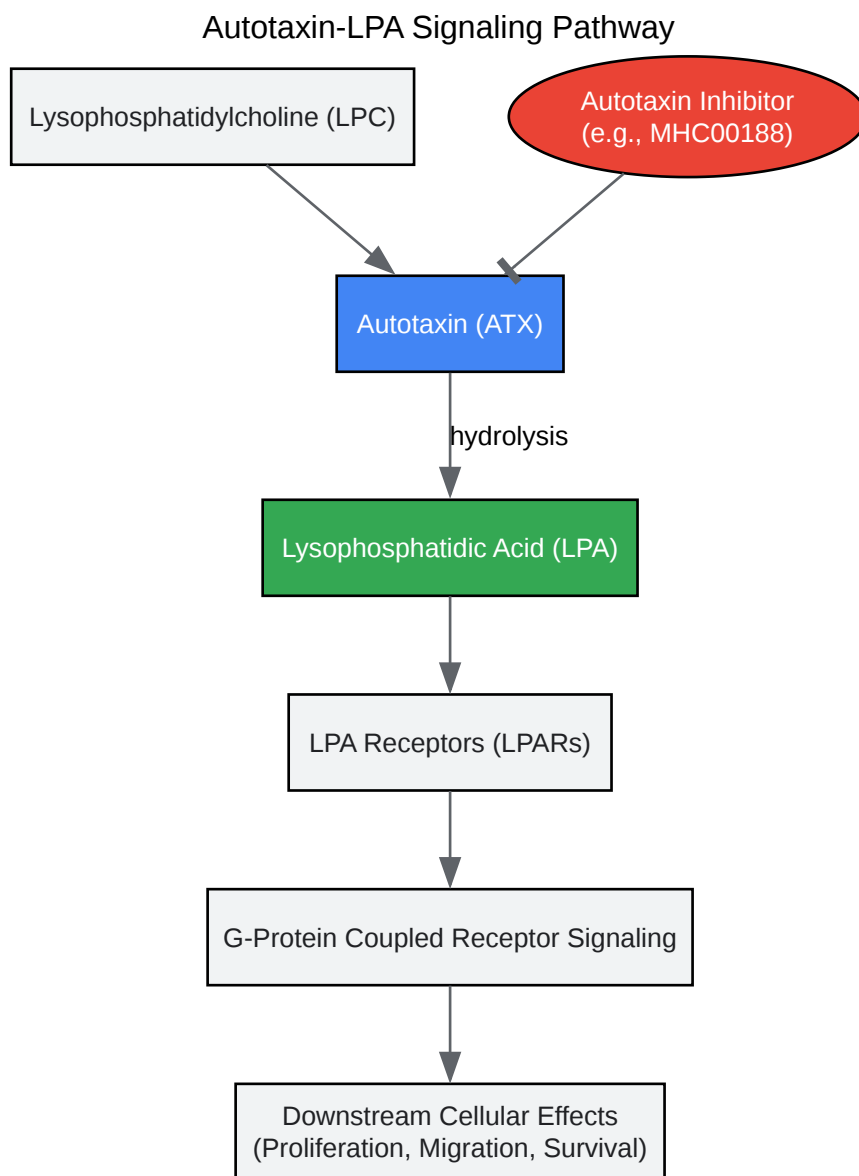 Autotaxin-LPA Signaling Pathway
Lysophosphatidylcholine (LPC)
Autotaxin Inhibitor
(e.g., MHC00188)
Autotaxin (ATX)
hydrolysis
Lysophosphatidic Acid (LPA)
LPA Receptors (LPARs)
G-Protein Coupled Receptor Signaling
Downstream Cellular Effects
(Proliferation, Migration, Survival)